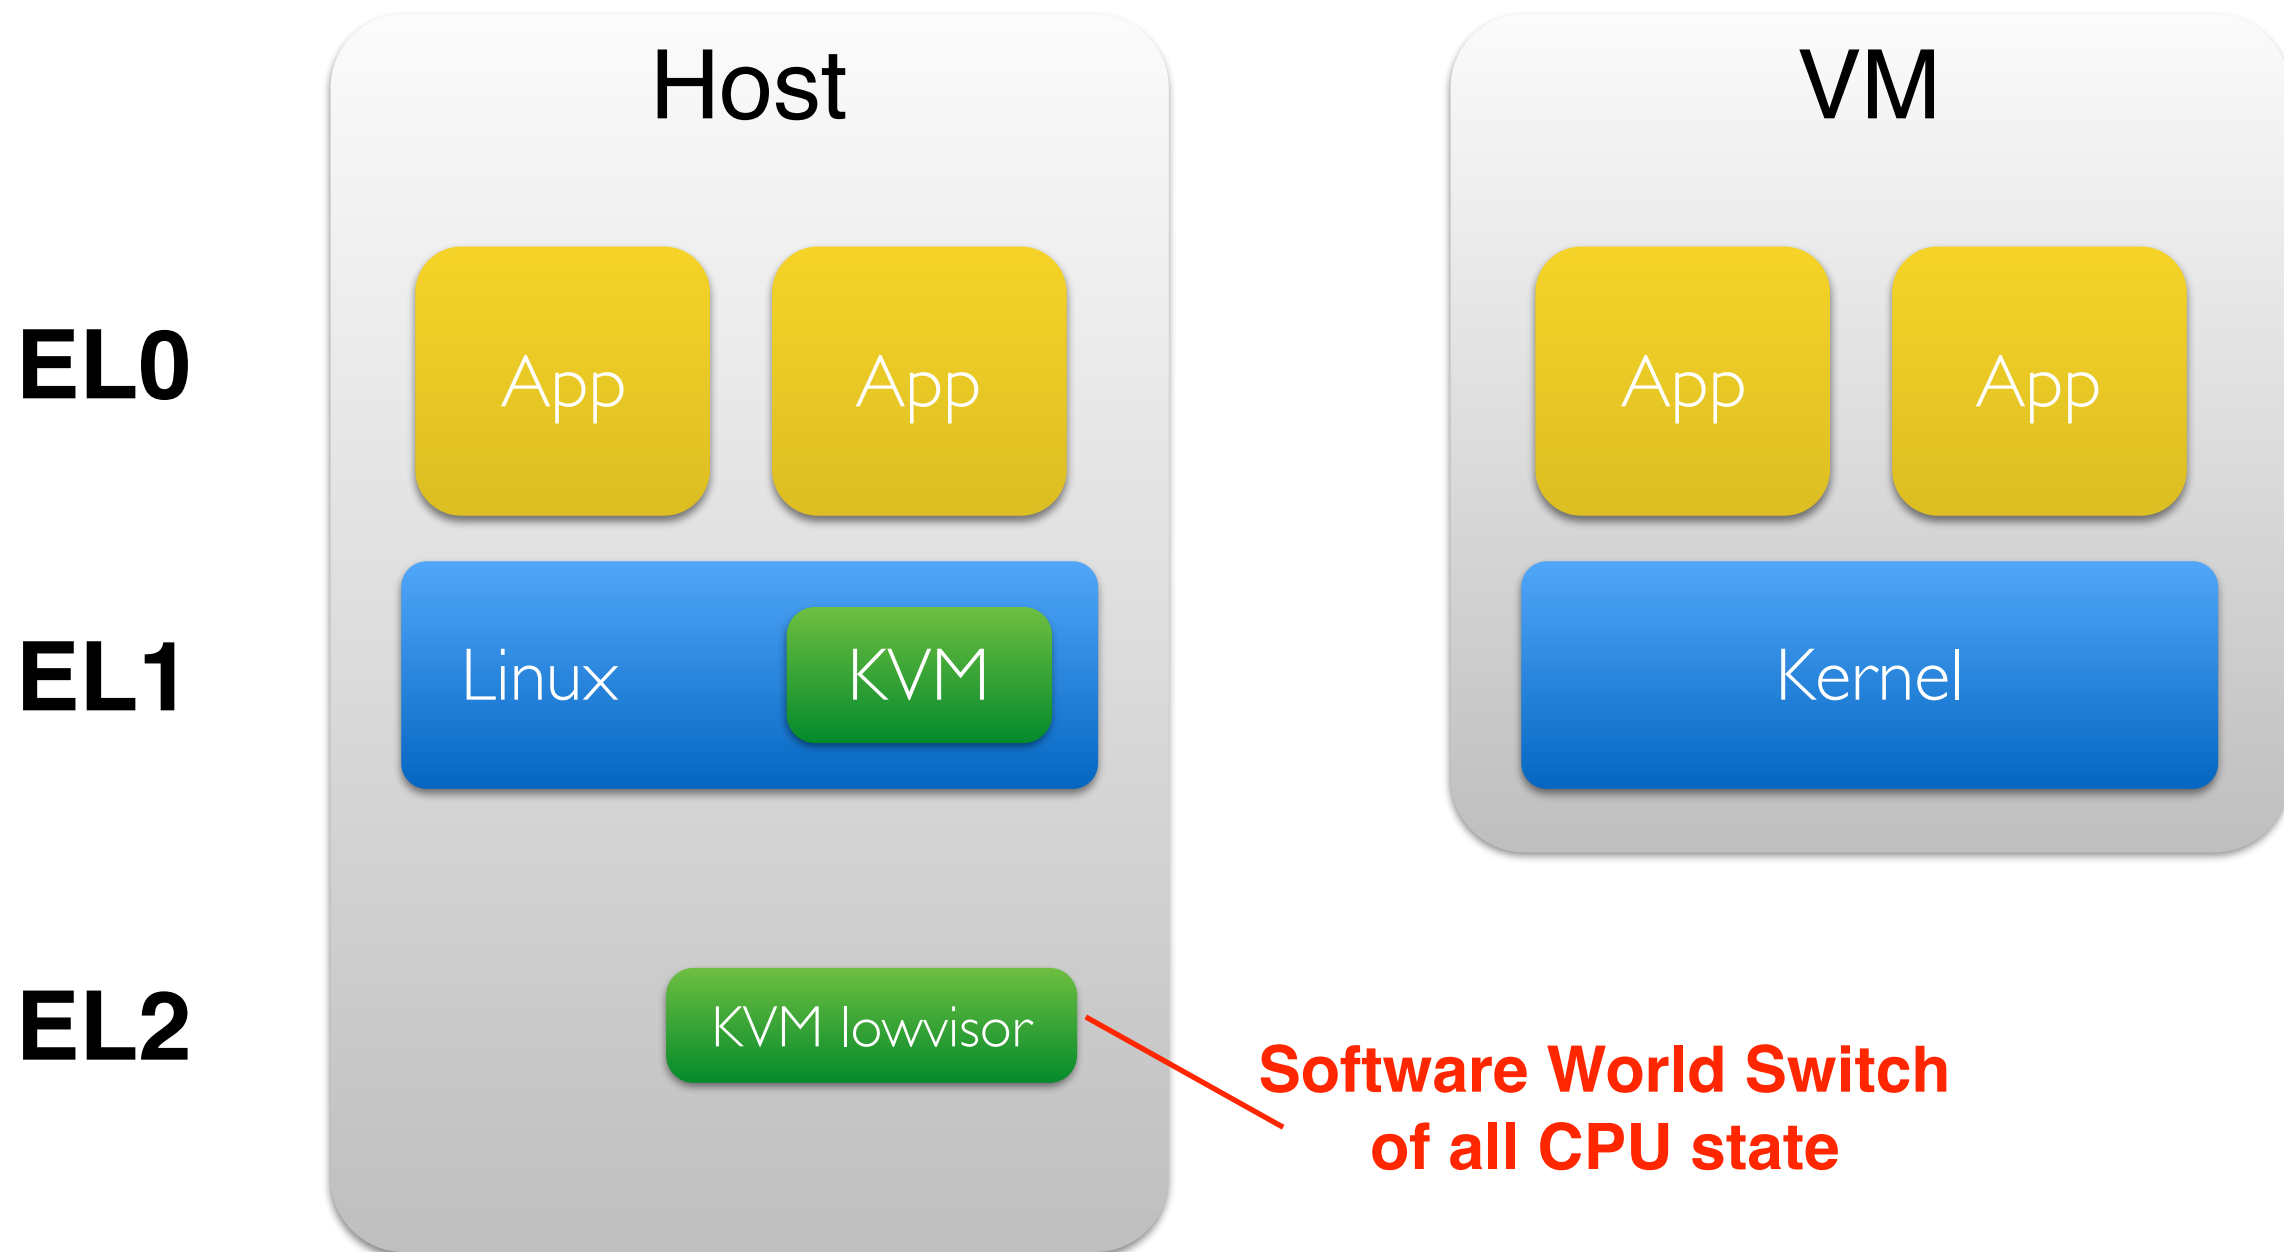 Host
VM
EL0
App
App
App
App
EL1
Linux
KVM
Kernel
EL2
KVM lowvisor
Software World Switch
of all CPU state